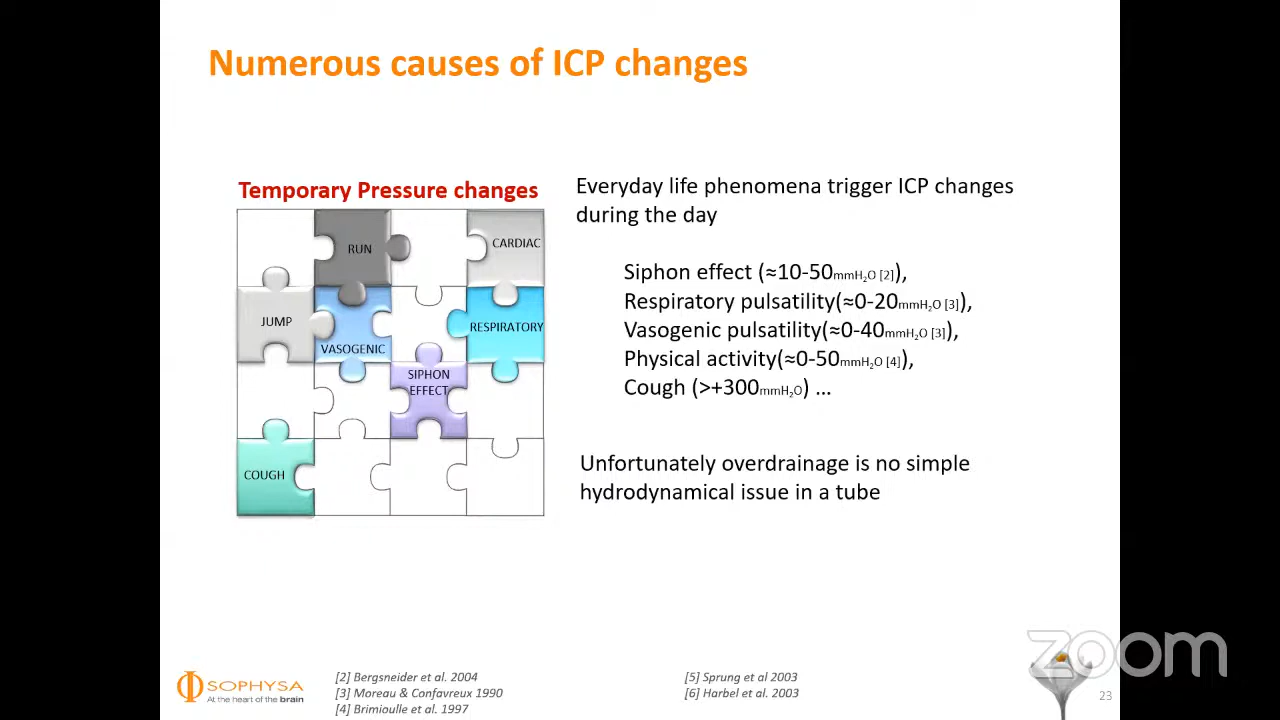 Numerous causes of ICP changes
Temporary Pressure changes
RUN
CARDIAC
JUMP
VASOGENIC
RESPIRATORY
SIPHON
EFFECT
COUGH
Everyday life phenomena trigger ICP changes
during the day
Siphon effect (≈10-50mmH₂O [2]),
Respiratory pulsatility(≈0-20mmH₂O [3]),
Vasogenic pulsatility(≈0-40mmH₂O [3]),
Physical activity(≈0-50mmH₂O [4]),
Cough (>+300mmH₂O) ...
Unfortunately overdrainage is no simple
hydrodynamical issue in a tube
SOPHYSA
At the heart of the brain
[2] Bergsneider et al. 2004
[3] Moreau & Confavreux 1990
[4] Brimioulle et al. 1997
[5] Sprung et al 2003
[6] Harbel et al. 2003
zoom
23